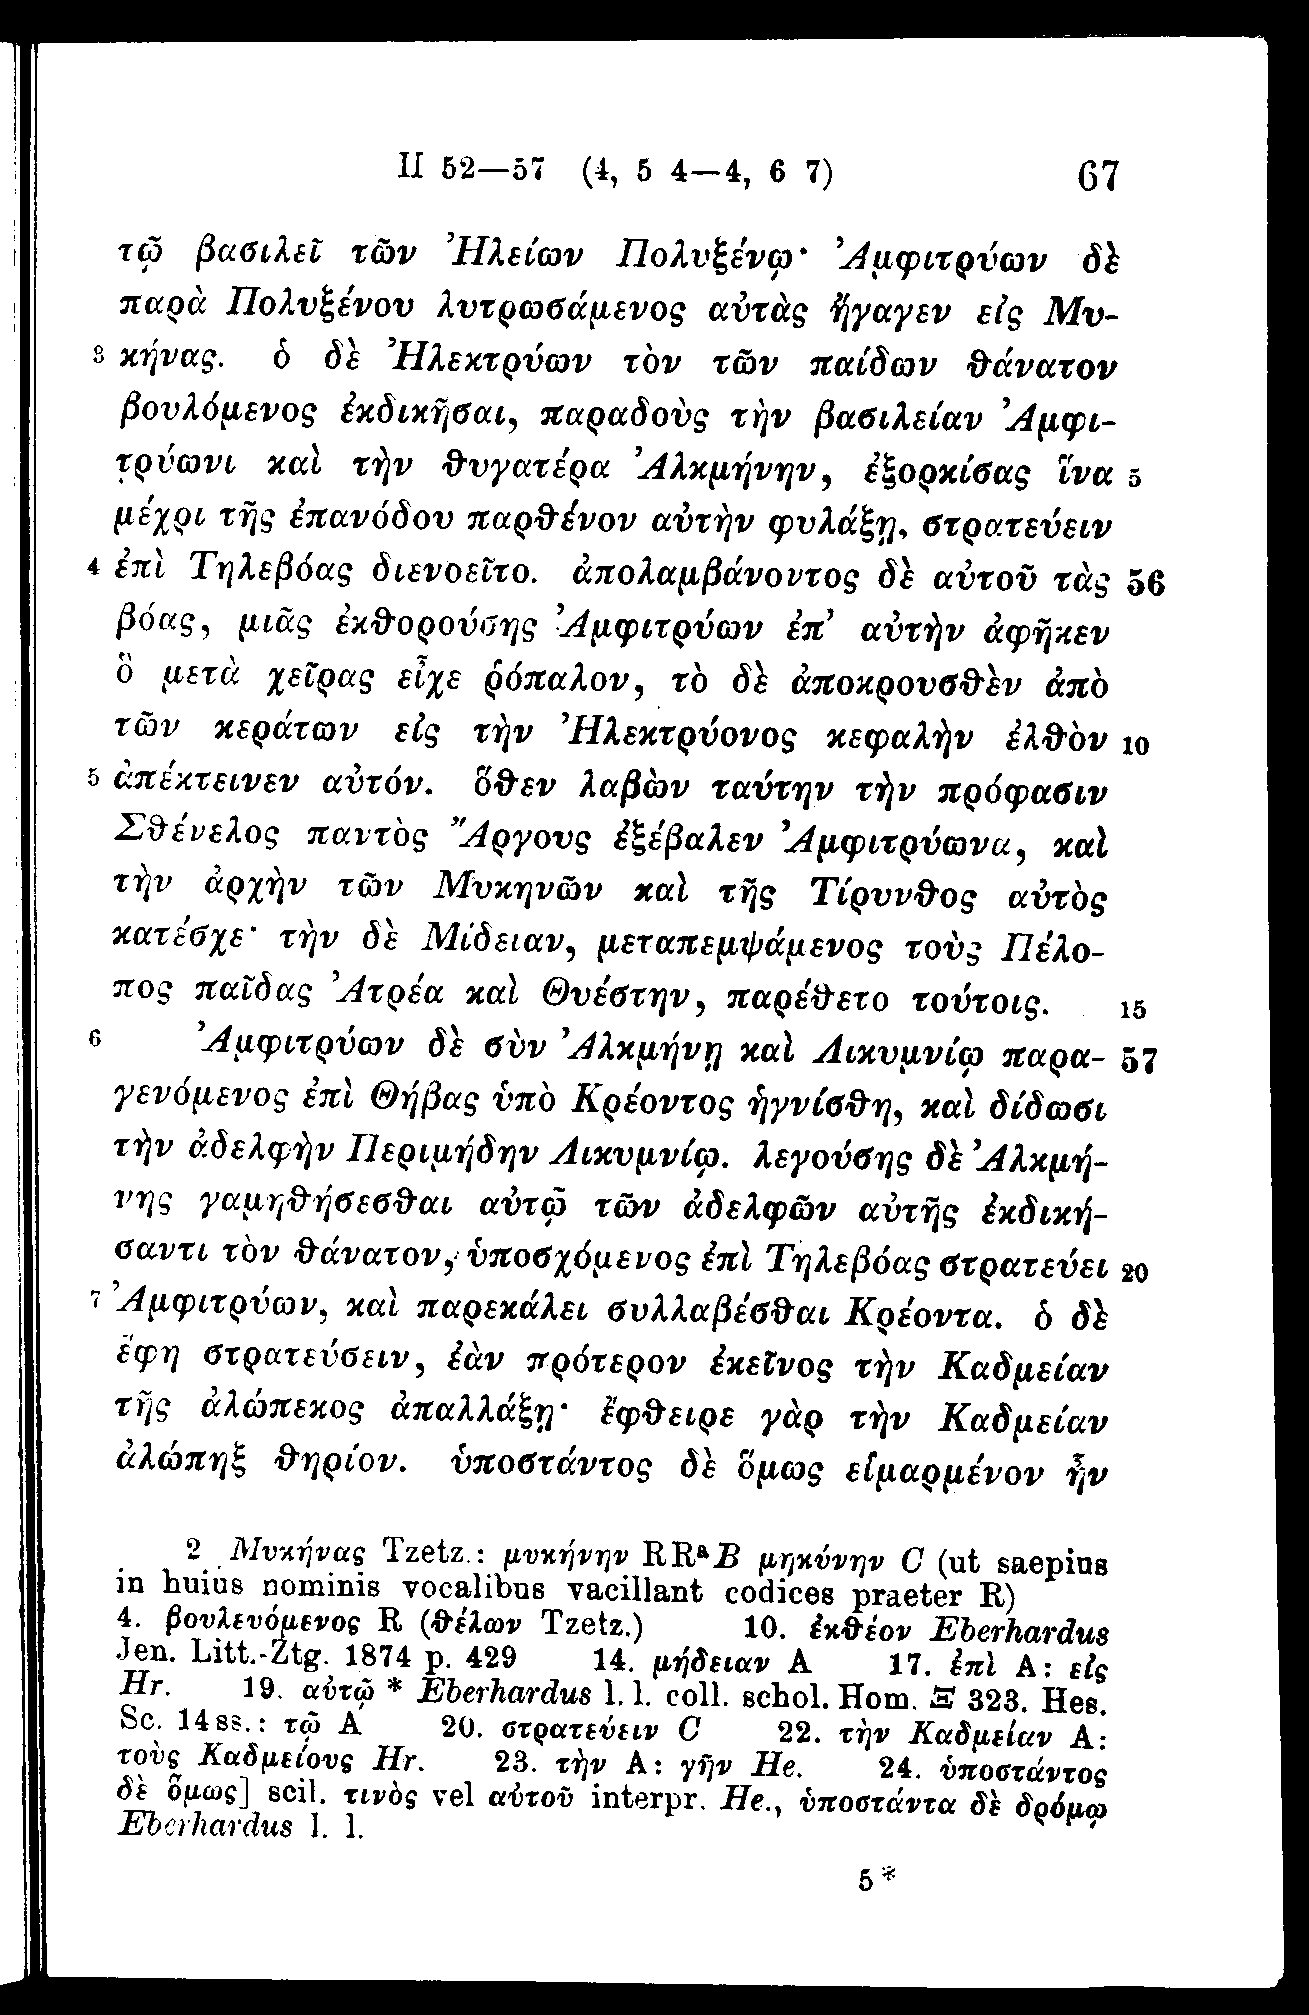 II 52—57 (4, 5 4—4, 6 7) 67
τῷ βασιλεῖ τῶν Ἠλείων Πολυξένῳ· Ἀμφιτρύων δὲ
παρὰ Πολυξένου λυτρωσάμενος αὐτὰς ἤγαγεν εἰς Μυ-
3 κήνας. ὁ δὲ Ἠλεκτρύων τὸν τῶν παίδων θάνατον
βουλόμενος ἐκδικῆσαι, παραδοὺς τὴν βασιλείαν Ἀμφι-
τρύωνι καὶ τὴν θυγατέρα Ἀλκμήνην, ἐξορκίσας ἵνα 5
μέχρι τῆς ἐπανόδου παρθένον αὐτὴν φυλάξῃ, στρατεύειν
4 ἐπὶ Τηλεβόας διενοεῖτο. ἀπολαμβάνοντος δὲ αὐτοῦ τὰς 56
βόας, μιᾶς ἐκθορούσης Ἀμφιτρύων ἐπ’ αὐτὴν ἀφῆκεν
ὃ μετὰ χεῖρας εἶχε ῥόπαλον, τὸ δὲ ἀποκρουσθὲν ἀπὸ
τῶν κεράτων εἰς τὴν Ἠλεκτρύονος κεφαλὴν ἐλθὸν 10
5 ἀπέκτεινεν αὐτόν. ὅθεν λαβὼν ταύτην τὴν πρόφασιν
Σθένελος παντὸς Ἄργους ἐξέβαλεν Ἀμφιτρύωνα, καὶ
τὴν ἀρχὴν τῶν Μυκηνῶν καὶ τῆς Τίρυνθος αὐτὸς
κατέσχε· τὴν δὲ Μίδειαν, μεταπεμψάμενος τοὺς Πέλο-
πος παῖδας Ἀτρέα καὶ Θυέστην, παρέθετο τούτοις. 15
6 Ἀμφιτρύων δὲ σὺν Ἀλκμήνῃ καὶ Λικυμνίῳ παρα- 57
γενόμενος ἐπὶ Θήβας ὑπὸ Κρέοντος ἡγνίσθη, καὶ δίδωσι
τὴν ἀδελφὴν Περιμήδην Λικυμνίῳ. λεγούσης δὲ Ἀλκμή-
νης γαμηθήσεσθαι αὐτῷ τῶν ἀδελφῶν αὐτῆς ἐκδική-
σαντι τὸν θάνατον, ὑποσχόμενος ἐπὶ Τηλεβόας στρατεύει 20
7 Ἀμφιτρύων, καὶ παρεκάλει συλλαβέσθαι Κρέοντα. ὁ δὲ
ἔφη στρατεύσειν, ἐὰν πρότερον ἐκεῖνος τὴν Καδμείαν
τῆς ἀλώπεκος ἀπαλλάξῃ· ἔφθειρε γὰρ τὴν Καδμείαν
ἀλώπηξ θηρίον. ὑποστάντος δὲ ὅμως εἱμαρμένον ἦν
2 Μυκήνας Tzetz.: μυκήνην RRᵃB μηκύνην C (ut saepius
in huius nominis vocalibus vacillant codices praeter R)
4. βουλευόμενος R (θέλων Tzetz.) 10. ἐκθέον Eberhardus
Jen. Litt.-Ztg. 1874 p. 429 14. μήδειαν A 17. ἐπὶ A: εἰς
Hr. 19. αὐτῷ * Eberhardus l. l. coll. schol. Hom. Ξ 323. Hes.
Sc. 14 ss.: τῷ A 20. στρατεύειν C 22. τὴν Καδμείαν A:
τοὺς Καδμείους Hr. 23. τὴν A: γῆν He. 24. ὑποστάντος
δὲ ὅμως] scil. τινὸς vel αὐτοῦ interpr. He., ὑποστάντα δὲ δρόμῳ
Eberhardus l. l.
5*